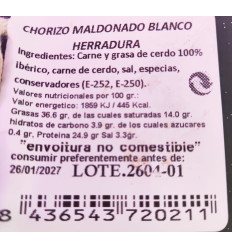 CHORIZO MALDONADO BLANCO
HERRADURA
Ingredientes: Carne y grasa de cerdo 100%
ibérico, carne de cerdo, sal, especias,
conservadores (E-252, E-250).
Valores nutricionales por 100 gr.:
Valor energetico: 1859 KJ / 445 Kcal.
Grasas 36.6 gr, de las cuales saturadas 14.0 gr.
hidratos de carbono 3.9 gr. de los cuales azucares
0.4 gr. Proteina 24.9 gr Sal 3.3gr.
"envoltura no comestible"
consumir preferentemente antes de:
26/01/2027 LOTE.2604-01
8 436543 720211 >